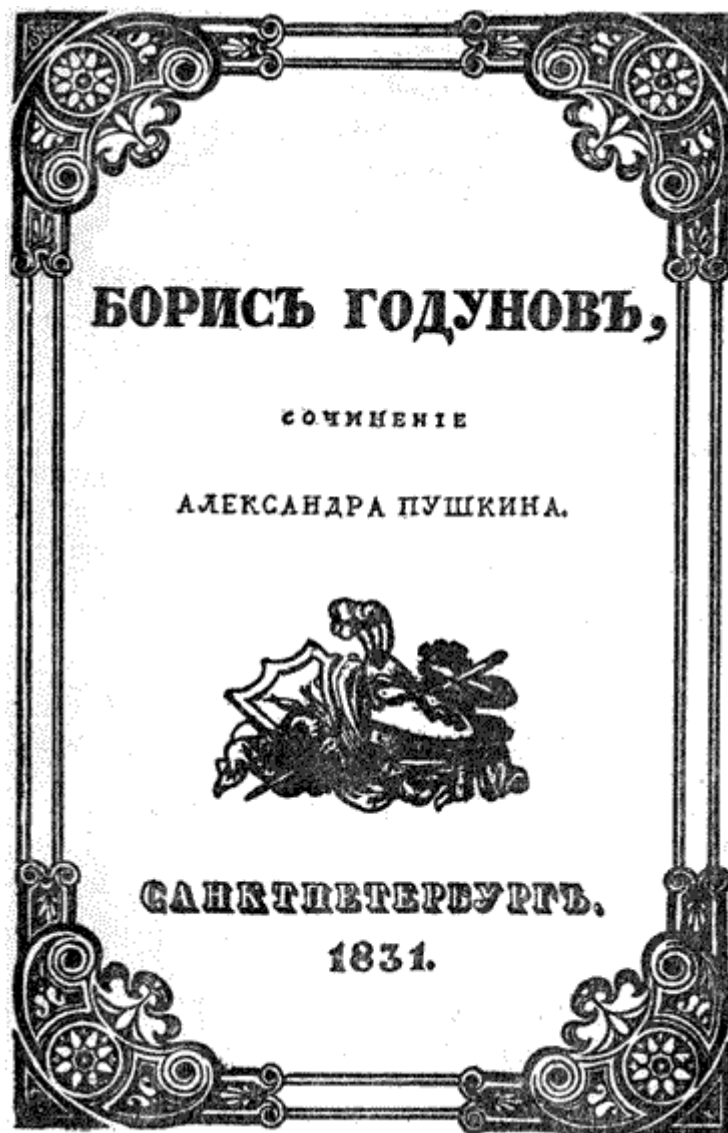 БОРИСЪ ГОДУНОВЪ,
СОЧИНЕНІЕ
АЛЕКСАНДРА ПУШКИНА.
САНКТПЕТЕРБУРГЪ.
1831.